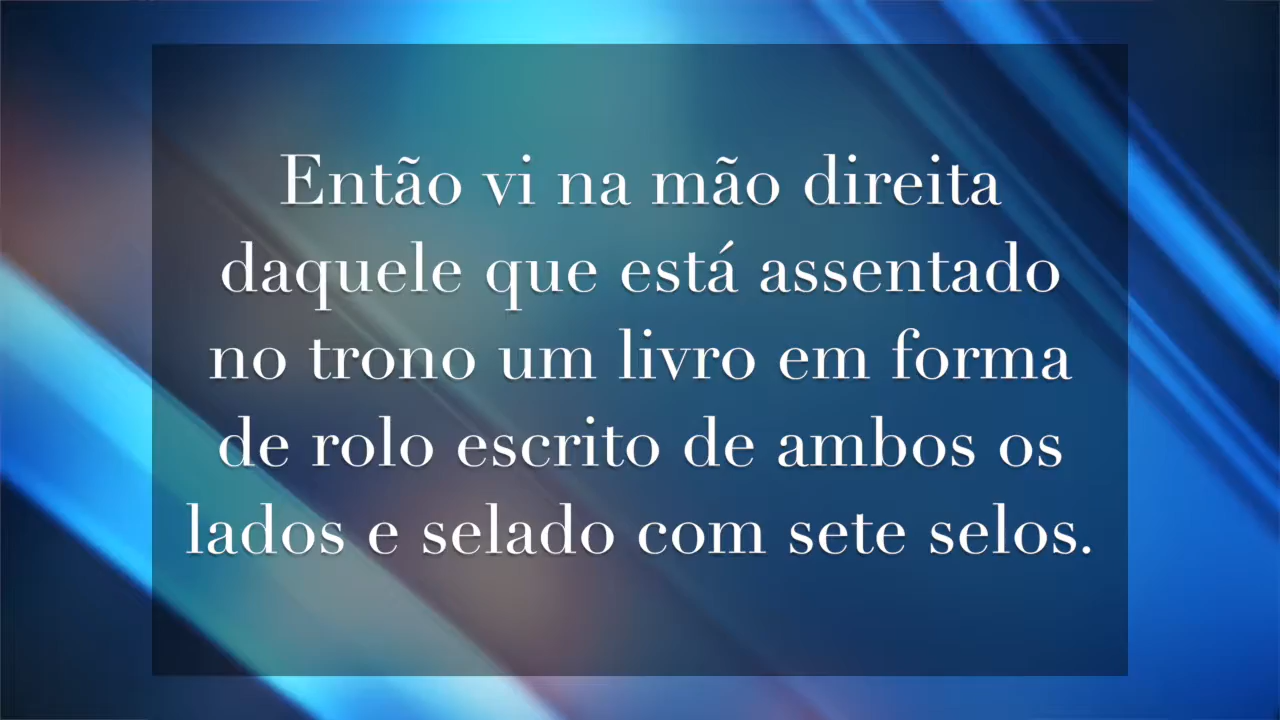 Então vi na mão direita
daquele que está assentado
no trono um livro em forma
de rolo escrito de ambos os
lados e selado com sete selos.